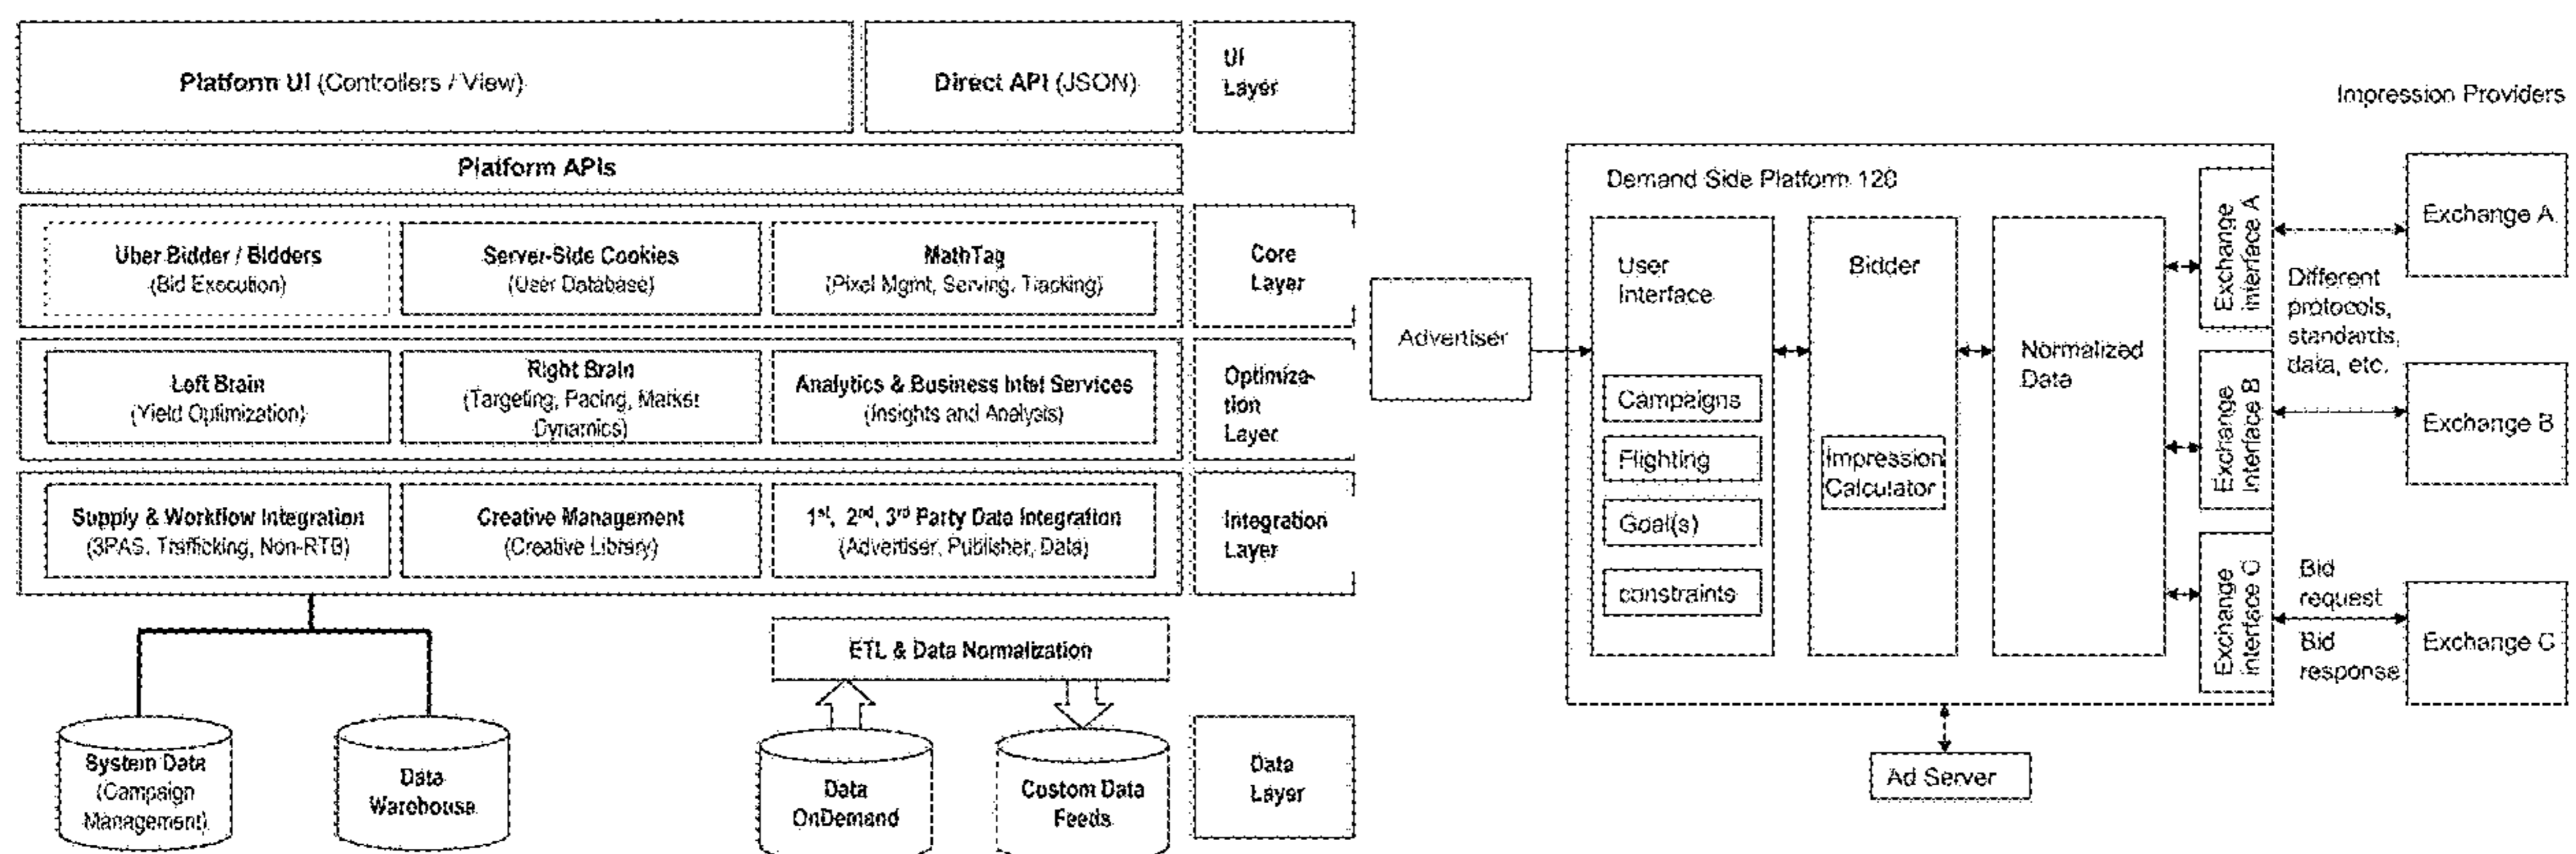 Platform UI (Controllers / View)
Direct API (JSON)
UI
Layer
Platform APIs
Uber Bidder / Bidders
(Bid Execution)
Server-Side Cookies
(User Database)
MathTag
(Pixel Mgmt, Serving, Tracking)
Core
Layer
Left Brain
(Yield Optimization)
Right Brain
(Targeting, Pacing, Market
Dynamics)
Analytics & Business Intel Services
(Insights and Analysis)
Optimiza-
tion
Layer
Supply & Workflow Integration
(3PAS, Trafficking, Non-RTB)
Creative Management
(Creative Library)
1st, 2nd, 3rd Party Data Integration
(Advertiser, Publisher, Data)
Integration
Layer
ETL & Data Normalization
System Data
(Campaign
Management)
Data
Warehouse
Data
OnDemand
Custom Data
Feeds
Data
Layer
Impression Providers
Demand Side Platform 120
Advertiser
User
Interface
Campaigns
Flighting
Goal(s)
constraints
Bidder
Impression
Calculator
Normalized
Data
Exchange
interface A
Exchange
Interface B
Exchange
interface C
Different
protocols,
standards,
data, etc.
Bid
request
Bid
response
Exchange A
Exchange B
Exchange C
Ad Server